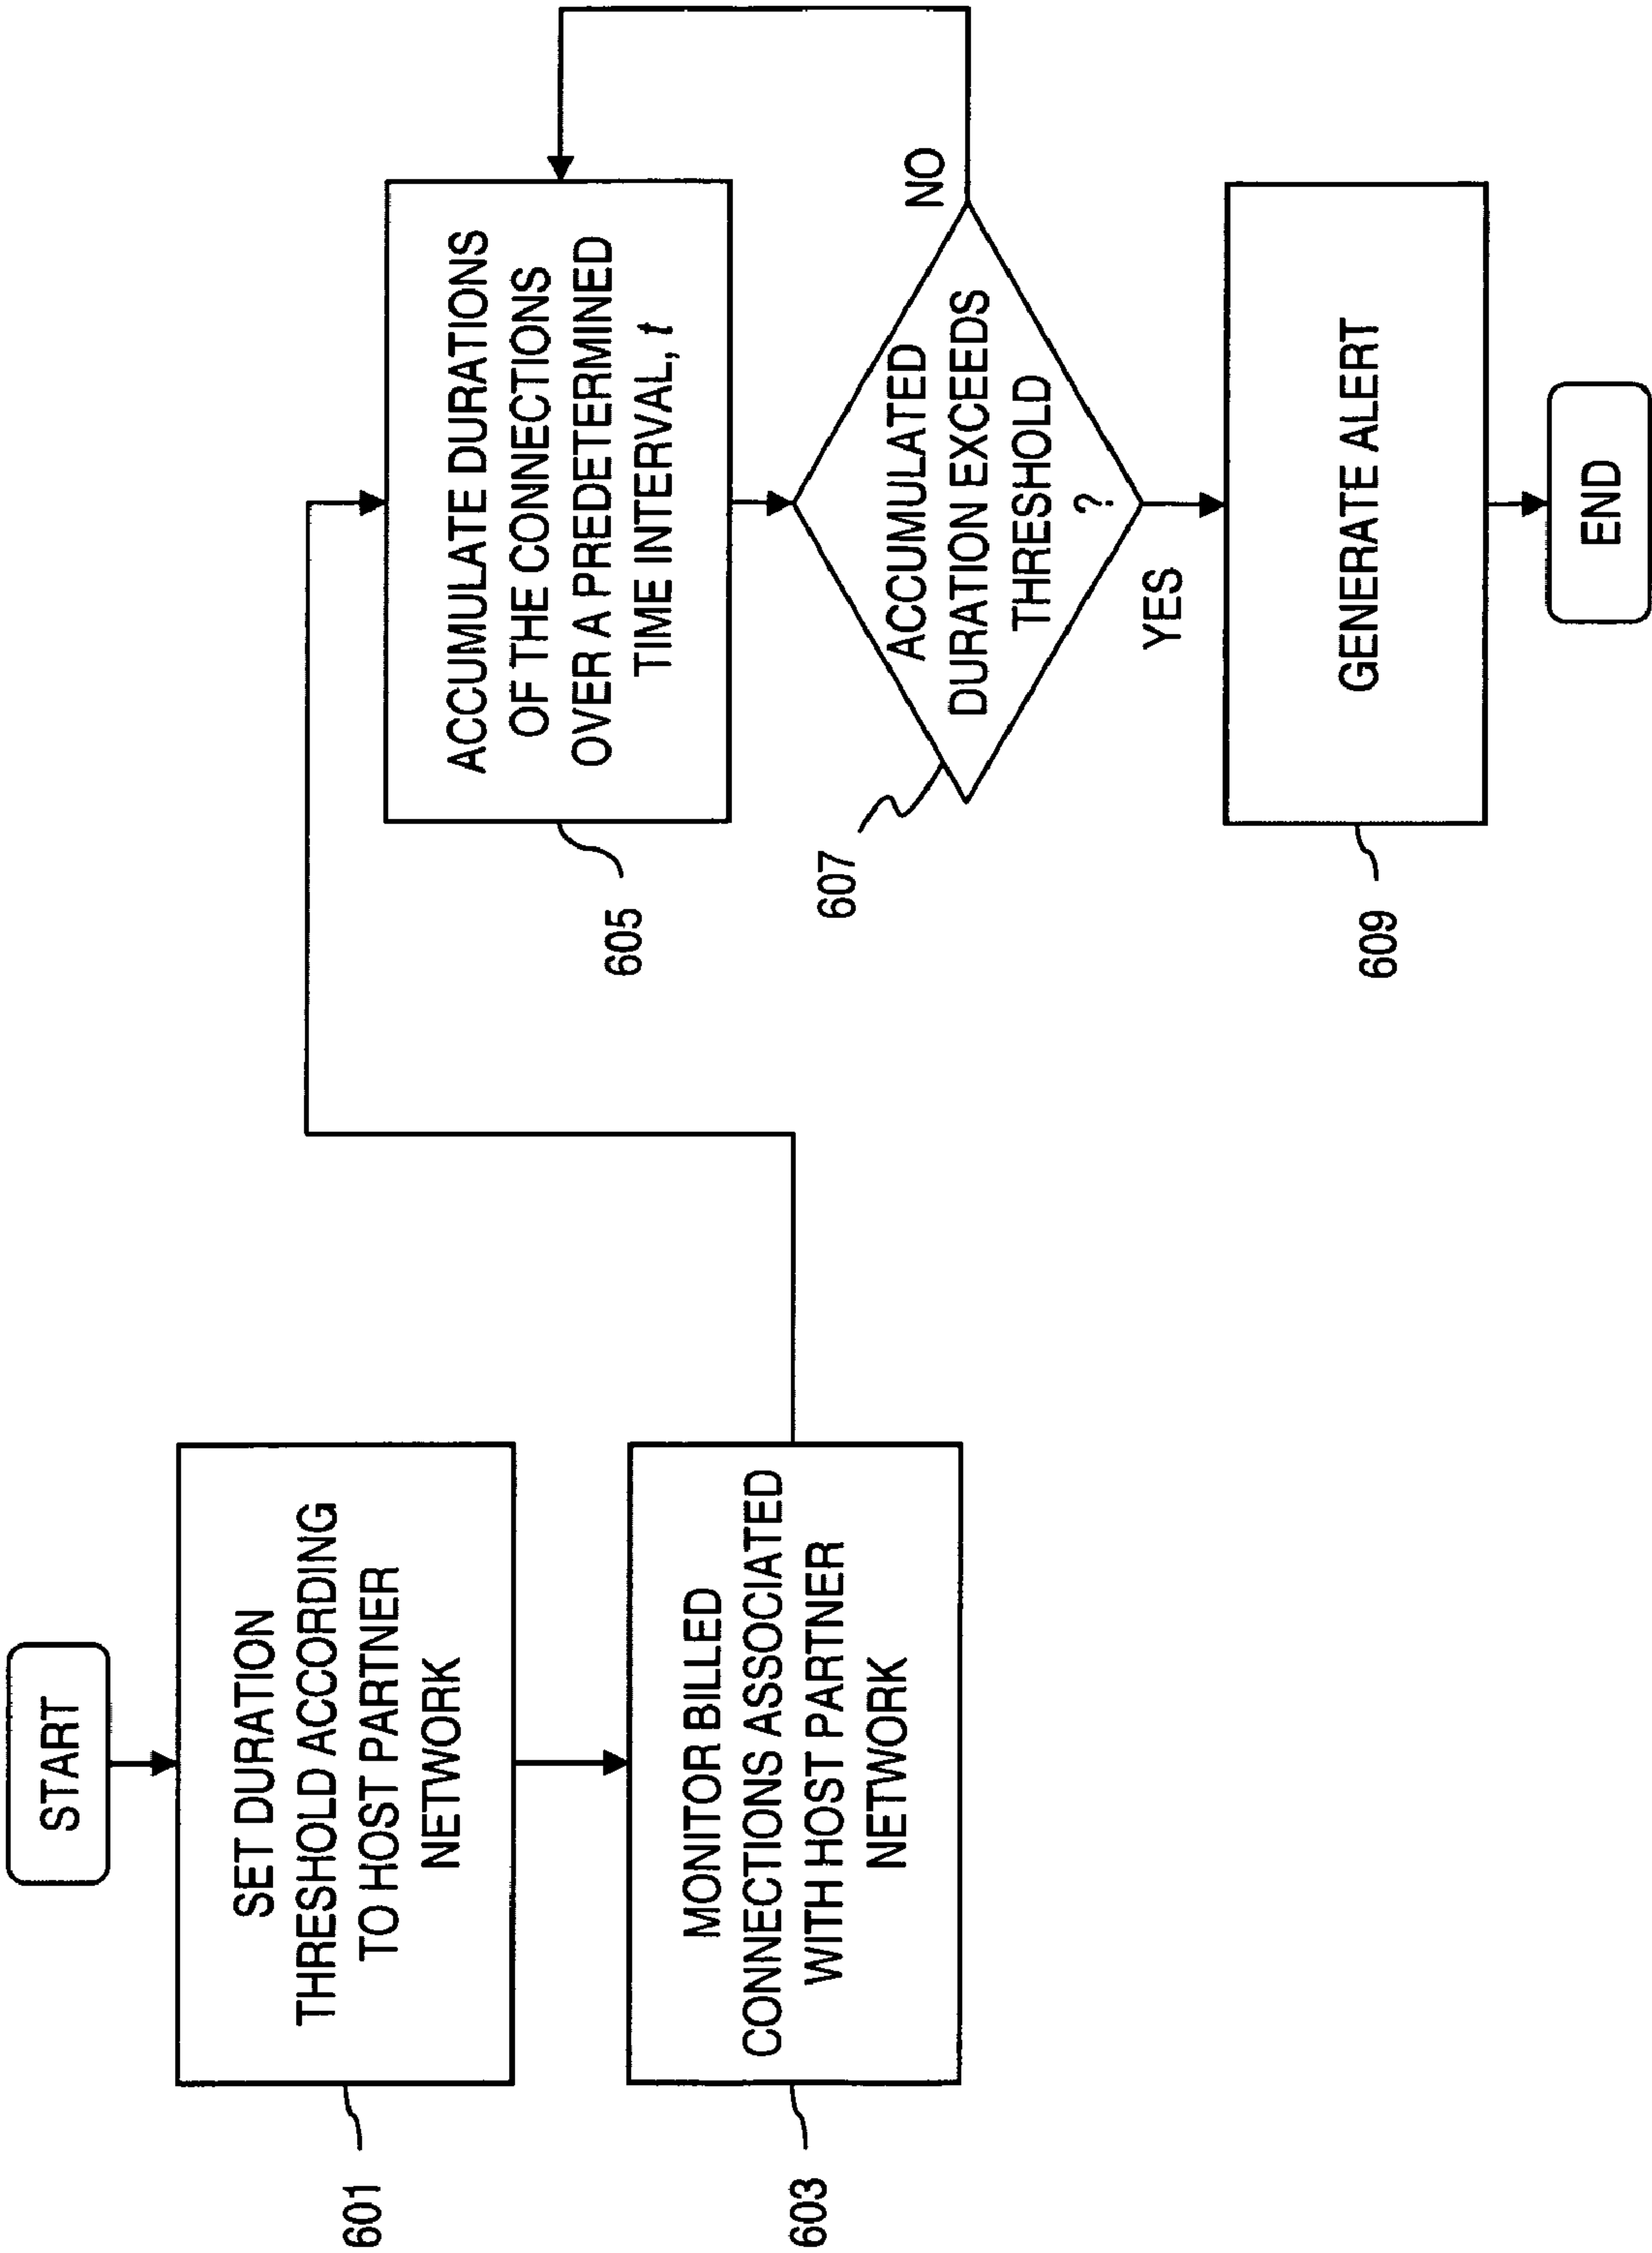 START
SET DURATION
THRESHOLD ACCORDING
TO HOST PARTNER
NETWORK
601
MONITOR BILLED
CONNECTIONS ASSOCIATED
WITH HOST PARTNER
NETWORK
603
ACCUMULATE DURATIONS
OF THE CONNECTIONS
OVER A PREDETERMINED
TIME INTERVAL, t
605
ACCUMULATED
DURATION EXCEEDS
THRESHOLD
?
607
NO
YES
GENERATE ALERT
609
END